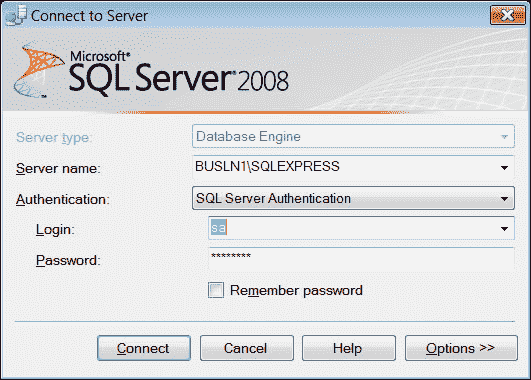 Connect to Server
Microsoft®
SQL Server® 2008
Server type: Database Engine
Server name: BUSLN1\SQLEXPRESS
Authentication: SQL Server Authentication
Login: sa
Password: ********
Remember password
Connect Cancel Help Options >>